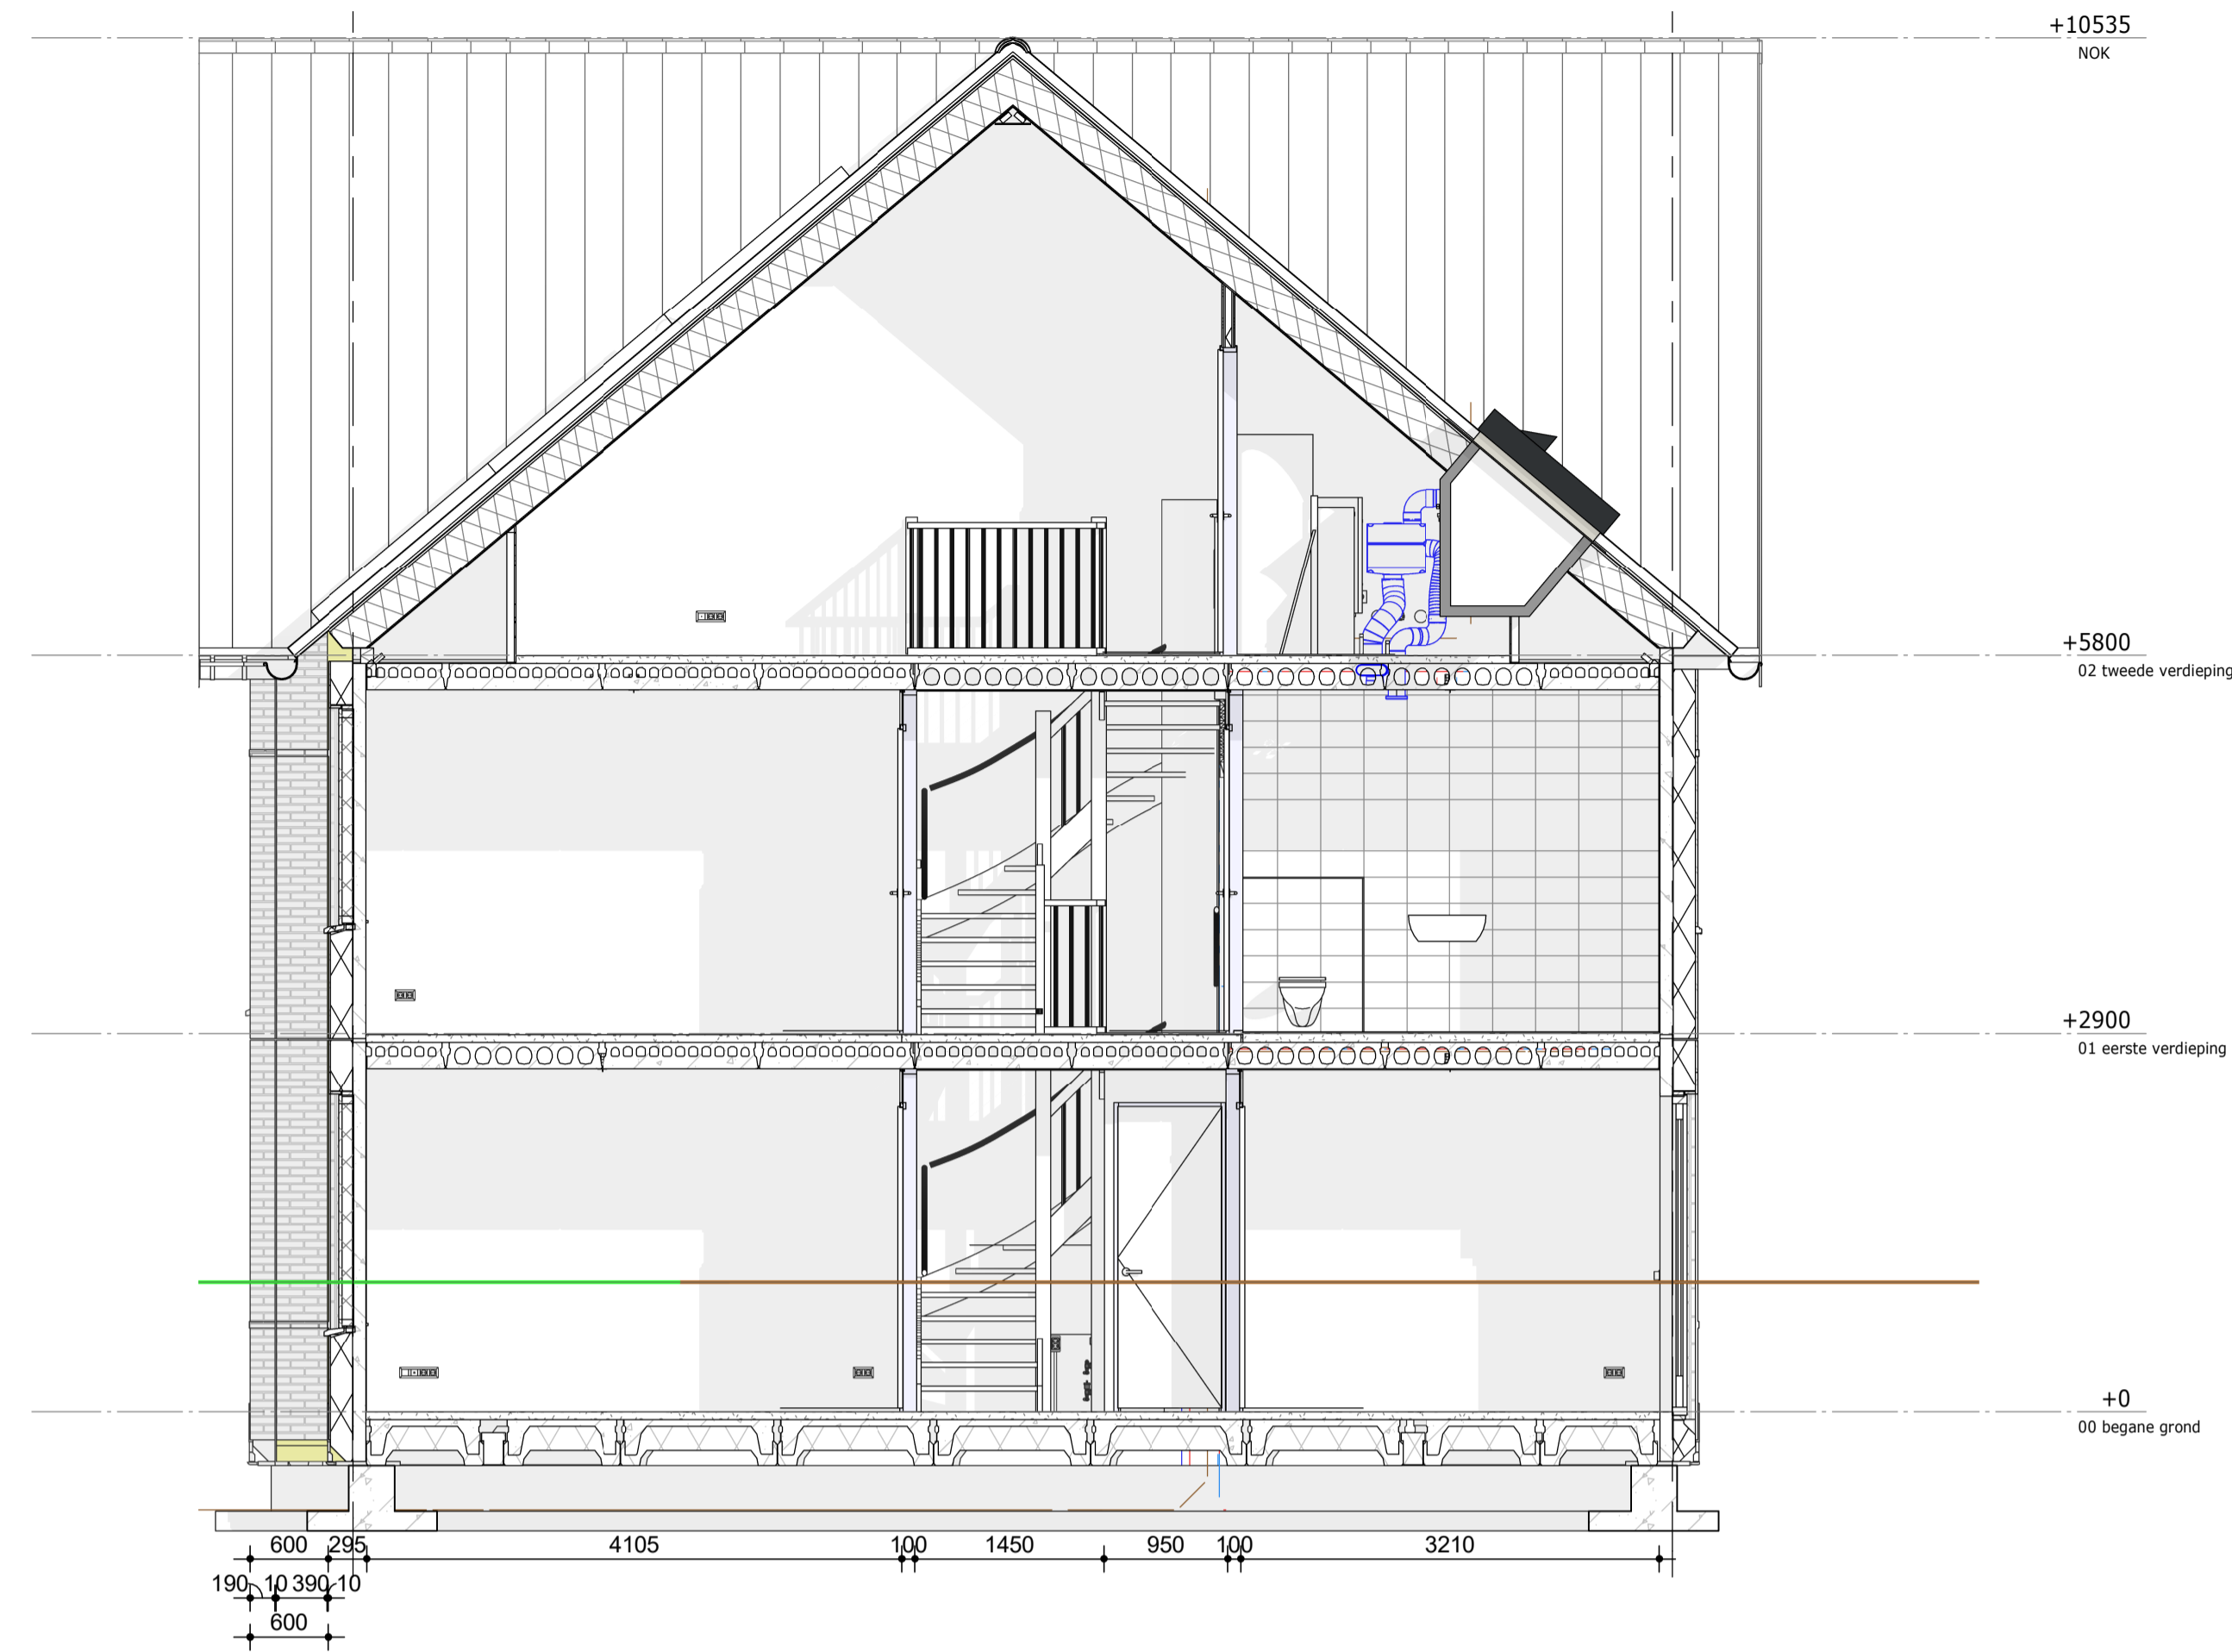 +10535
NOK
+5800
02 tweede verdieping
+2900
01 eerste verdieping
+0
00 begane grond
600 295 4105 100 1450 950 100 3210
190 10 390 10
600